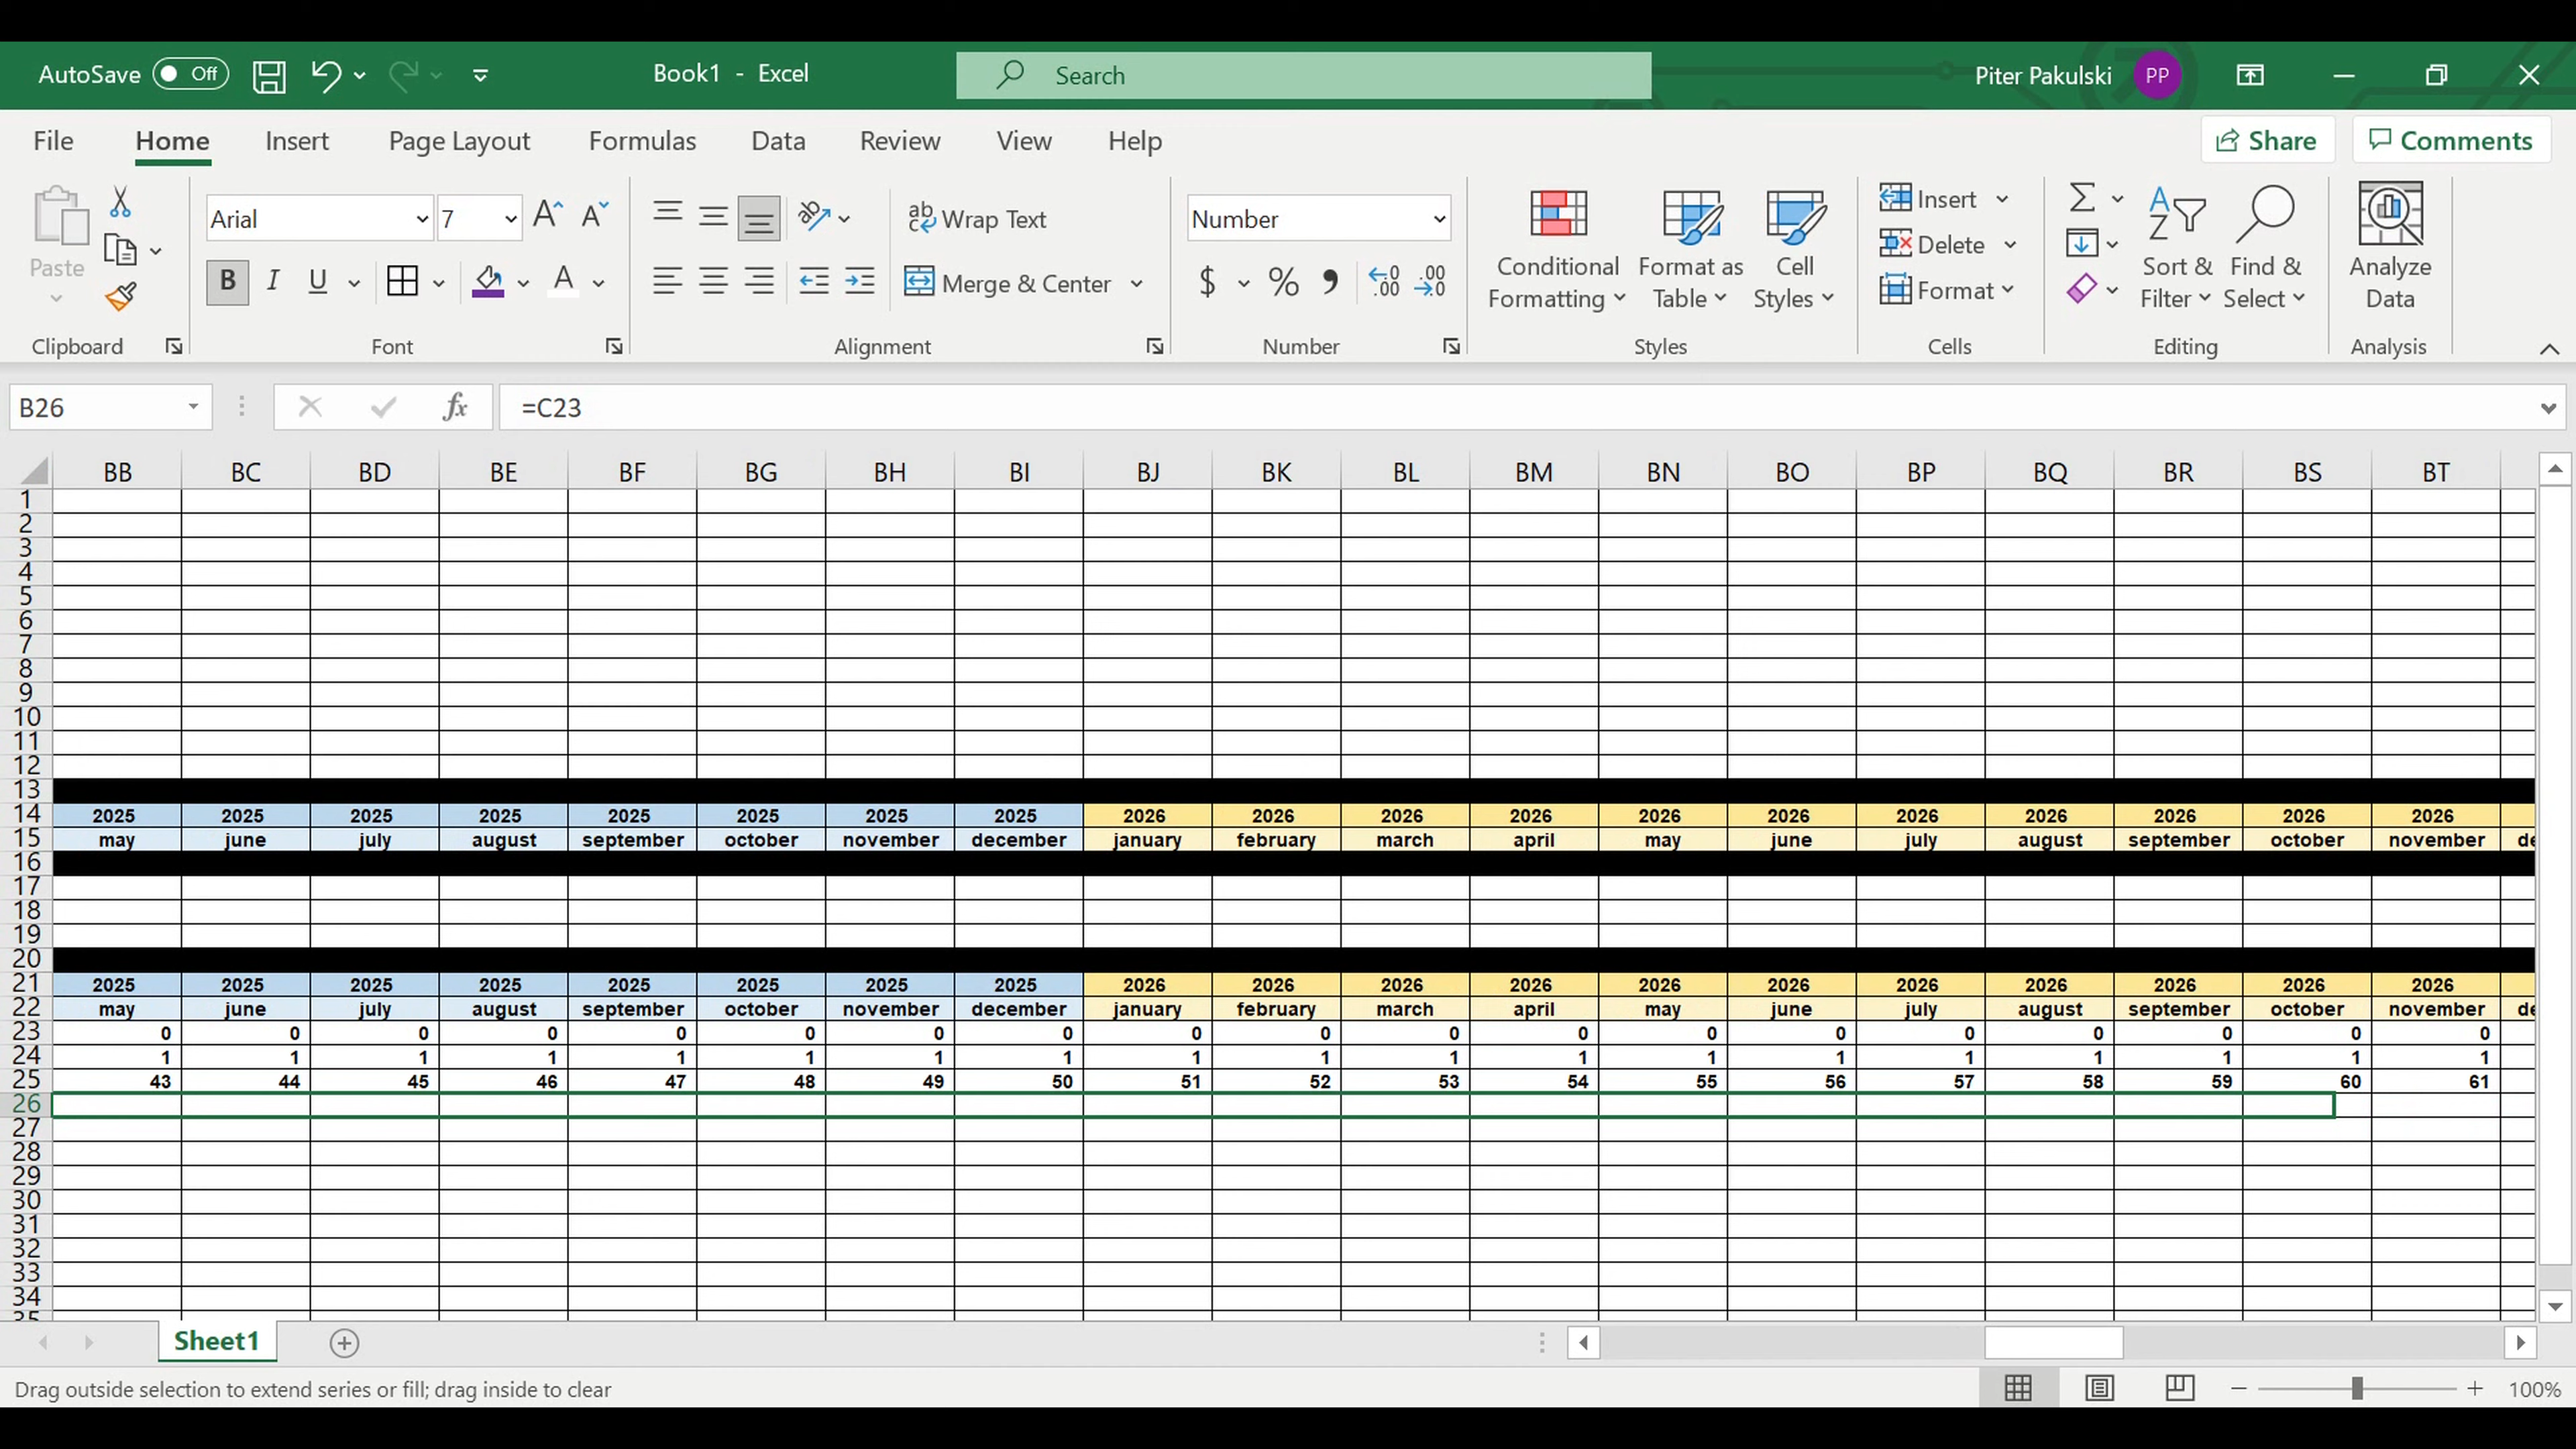 AutoSave Off Book1 - Excel Search Piter Pakulski PP
File Home Insert Page Layout Formulas Data Review View Help Share Comments
Paste Arial 7 B I U A Wrap Text Merge & Center Number $ % Conditional Formatting Format as Table Cell Styles Insert Delete Format Sort & Filter Find & Select Analyze Data
Clipboard Font Alignment Number Styles Cells Editing Analysis
B26 fx =C23
BB BC BD BE BF BG BH BI BJ BK BL BM BN BO BP BQ BR BS BT
1
2
3
4
5
6
7
8
9
10
11
12
13
14 2025 2025 2025 2025 2025 2025 2025 2025 2026 2026 2026 2026 2026 2026 2026 2026 2026 2026 2026
15 may june july august september october november december january february march april may june july august september october november
16
17
18
19
20
21 2025 2025 2025 2025 2025 2025 2025 2025 2026 2026 2026 2026 2026 2026 2026 2026 2026 2026 2026
22 may june july august september october november december january february march april may june july august september october november
23 0 0 0 0 0 0 0 0 0 0 0 0 0 0 0 0 0 0 0
24 1 1 1 1 1 1 1 1 1 1 1 1 1 1 1 1 1 1 1
25 43 44 45 46 47 48 49 50 51 52 53 54 55 56 57 58 59 60 61
26
27
28
29
30
31
32
33
34
Sheet1
Drag outside selection to extend series or fill; drag inside to clear 100%